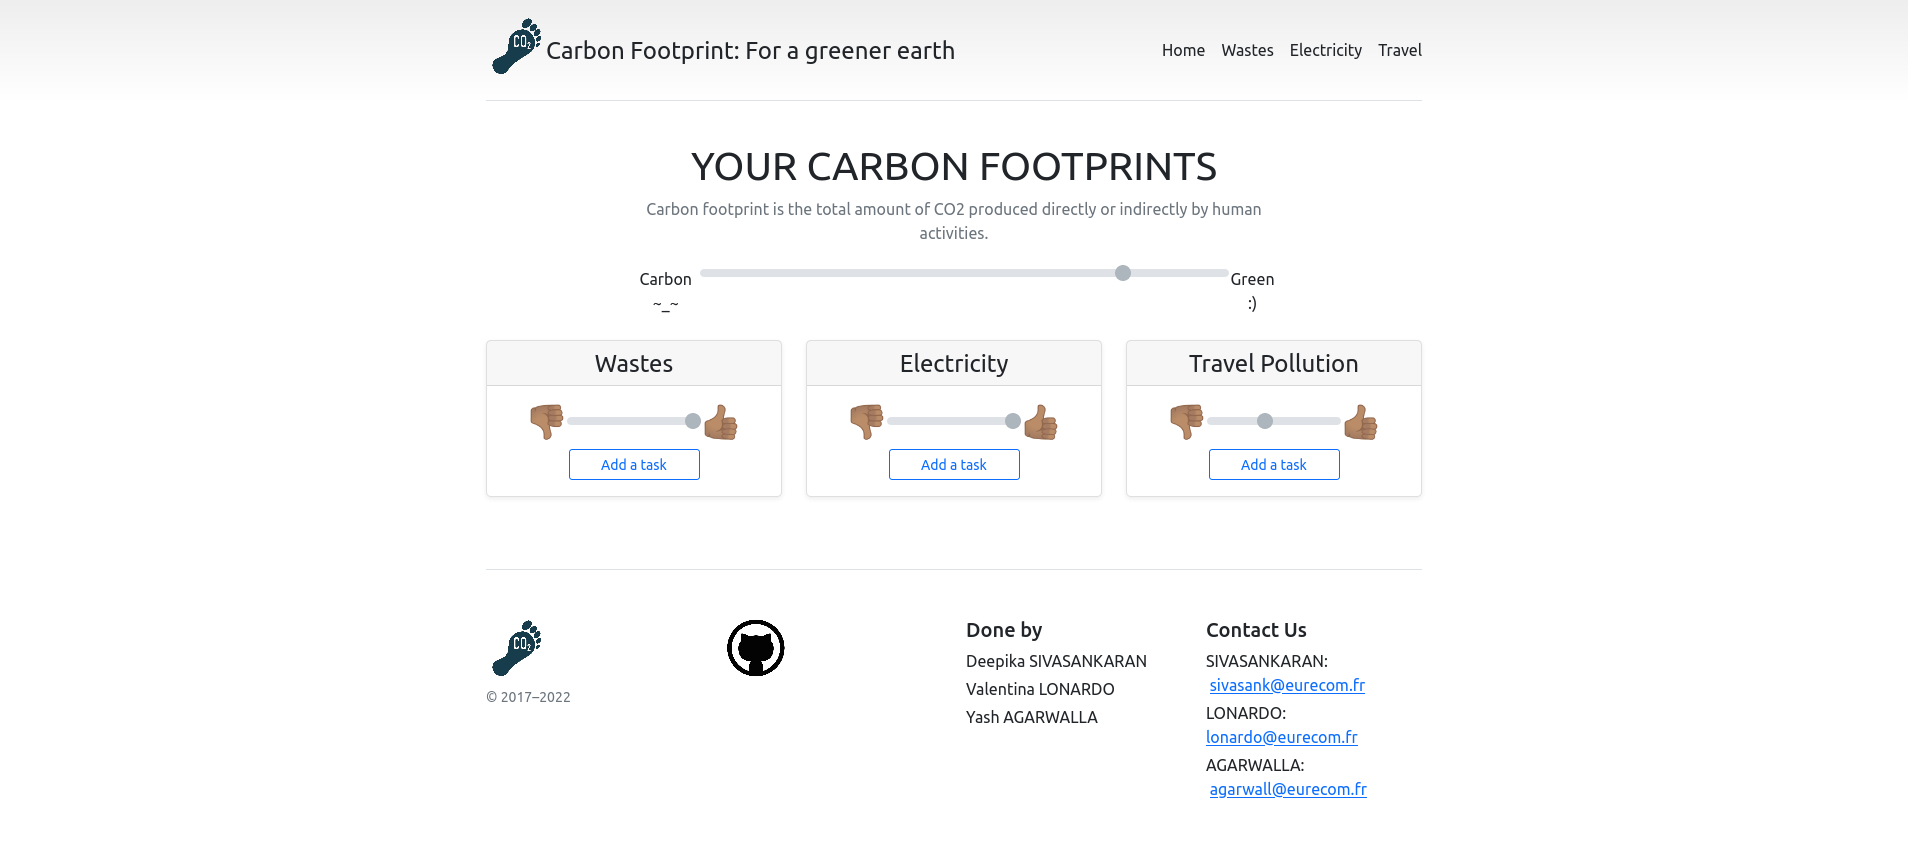 CO2
Carbon Footprint: For a greener earth
Home Wastes Electricity Travel
YOUR CARBON FOOTPRINTS
Carbon footprint is the total amount of CO2 produced directly or indirectly by human
activities.
Carbon
~_~
Green
:)
Wastes
Add a task
Electricity
Add a task
Travel Pollution
Add a task
CO2
© 2017–2022
Done by
Deepika SIVASANKARAN
Valentina LONARDO
Yash AGARWALLA
Contact Us
SIVASANKARAN:
sivasank@eurecom.fr
LONARDO:
lonardo@eurecom.fr
AGARWALLA:
agarwall@eurecom.fr